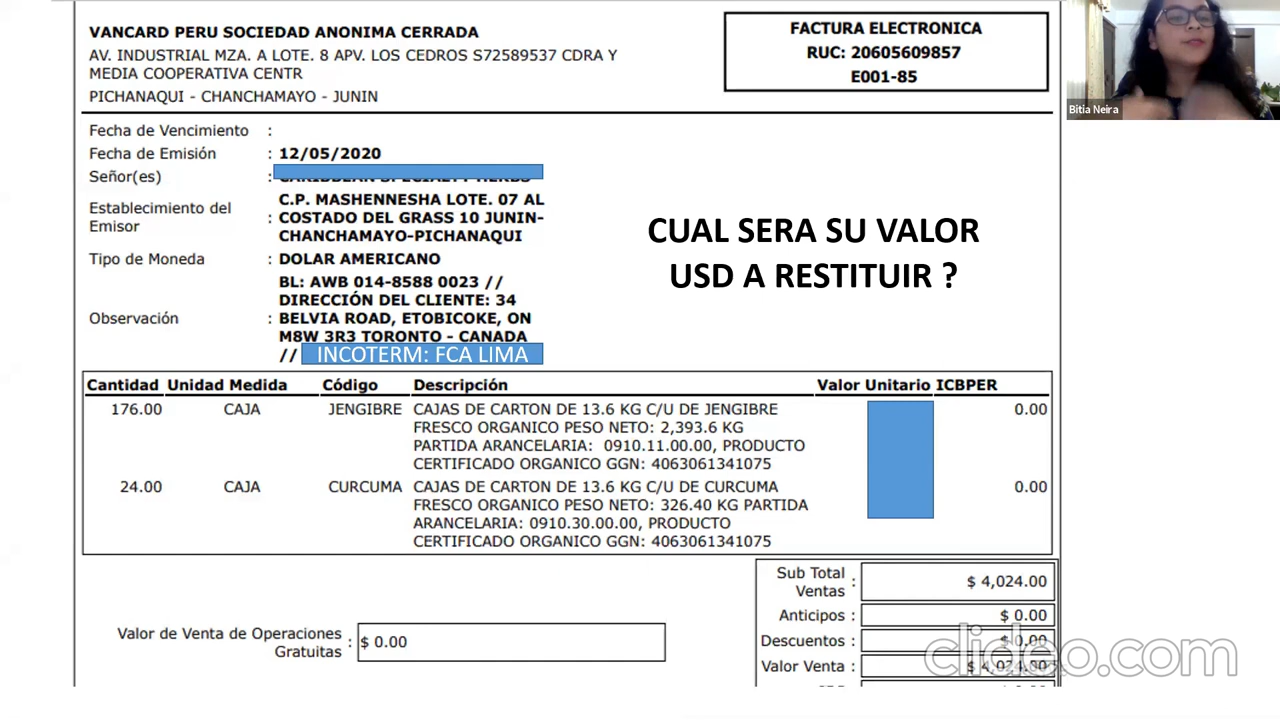 VANCARD PERU SOCIEDAD ANONIMA CERRADA
AV. INDUSTRIAL MZA. A LOTE. 8 APV. LOS CEDROS S72589537 CDRA Y
MEDIA COOPERATIVA CENTR
PICHANAQUI - CHANCHAMAYO - JUNIN
FACTURA ELECTRONICA
RUC: 20605609857
E001-85
Bitia Neira
Fecha de Vencimiento :
Fecha de Emisión : 12/05/2020
Señor(es) :
Establecimiento del Emisor : C.P. MASHENNESHA LOTE. 07 AL
COSTADO DEL GRASS 10 JUNIN-
CHANCHAMAYO-PICHANAQUI
Tipo de Moneda : DOLAR AMERICANO
Observación : BL: AWB 014-8588 0023 //
DIRECCIÓN DEL CLIENTE: 34
BELVIA ROAD, ETOBICOKE, ON
M8W 3R3 TORONTO - CANADA
// INCOTERM: FCA LIMA
CUAL SERA SU VALOR
USD A RESTITUIR ?
Cantidad Unidad Medida Código Descripción Valor Unitario ICBPER
176.00 CAJA JENGIBRE CAJAS DE CARTON DE 13.6 KG C/U DE JENGIBRE 0.00
FRESCO ORGANICO PESO NETO: 2,393.6 KG
PARTIDA ARANCELARIA: 0910.11.00.00, PRODUCTO
CERTIFICADO ORGANICO GGN: 4063061341075
24.00 CAJA CURCUMA CAJAS DE CARTON DE 13.6 KG C/U DE CURCUMA 0.00
FRESCO ORGANICO PESO NETO: 326.40 KG PARTIDA
ARANCELARIA: 0910.30.00.00, PRODUCTO
CERTIFICADO ORGANICO GGN: 4063061341075
Valor de Venta de Operaciones Gratuitas : $ 0.00
Sub Total Ventas : $ 4,024.00
Anticipos : $ 0.00
Descuentos : $ 0.00
Valor Venta : $ 4,024.00
clideo.com